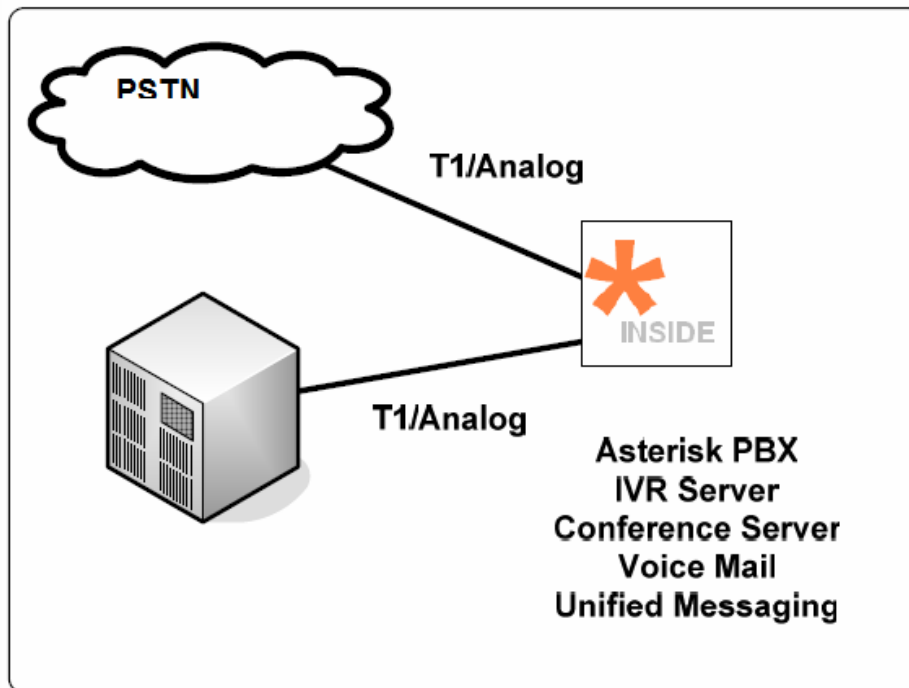 PSTN
T1/Analog
INSIDE
T1/Analog
Asterisk PBX
IVR Server
Conference Server
Voice Mail
Unified Messaging